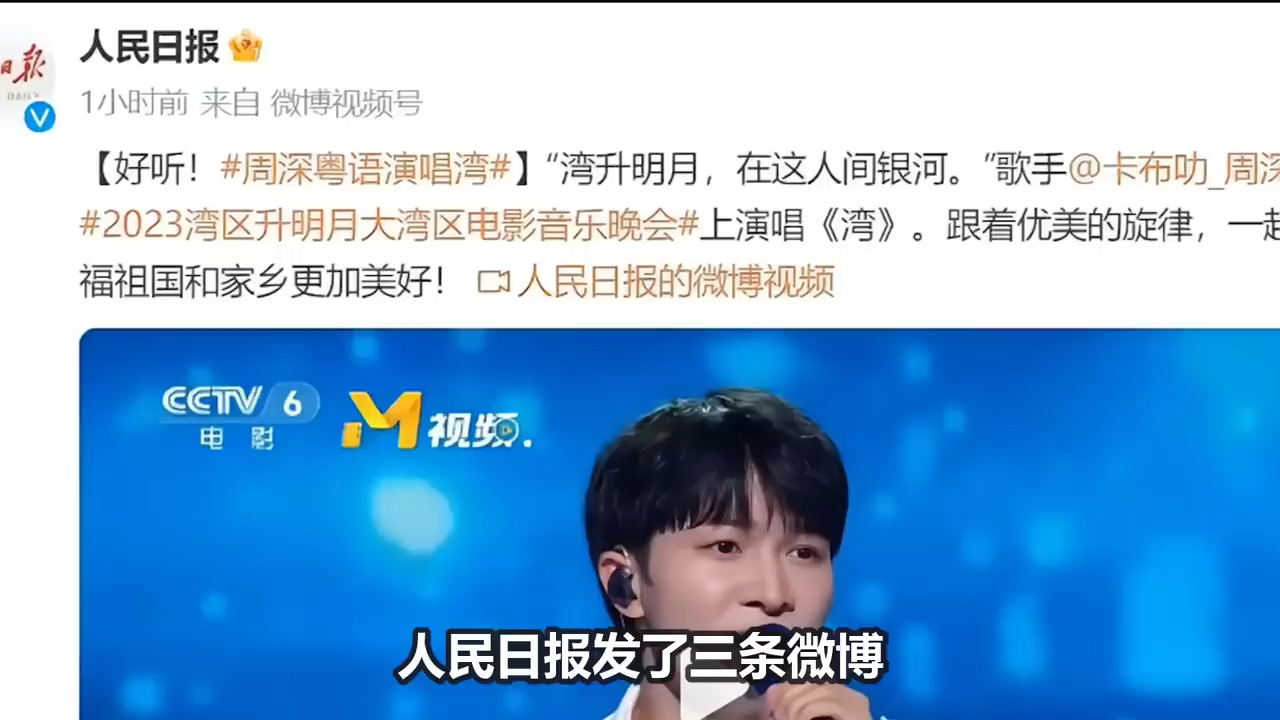 人民日报
日报
DAILY
1小时前 来自 微博视频号
【好听！#周深粤语演唱湾#】“湾升明月，在这人间银河。”歌手@卡布叻_周深
#2023湾区升明月大湾区电影音乐晚会#上演唱《湾》。跟着优美的旋律，一起
福祖国和家乡更加美好！ 人民日报的微博视频
CCTV 6
电影
M视频
人民日报发了三条微博